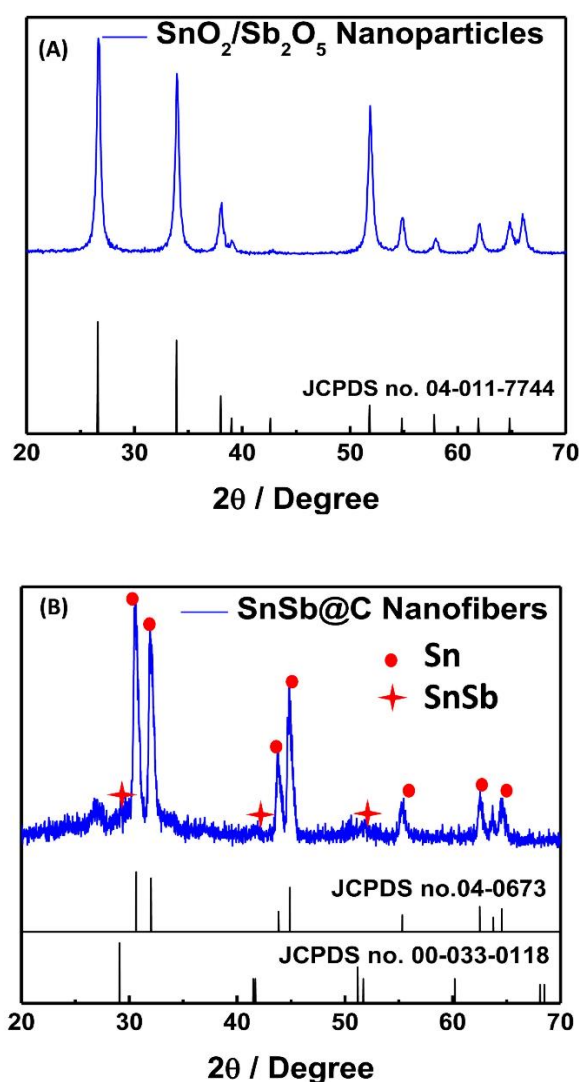 (A)
SnO₂/Sb₂O₅ Nanoparticles
JCPDS no. 04-011-7744
20 30 40 50 60 70
2θ / Degree
(B)
SnSb@C Nanofibers
Sn
SnSb
JCPDS no.04-0673
JCPDS no. 00-033-0118
20 30 40 50 60 70
2θ / Degree